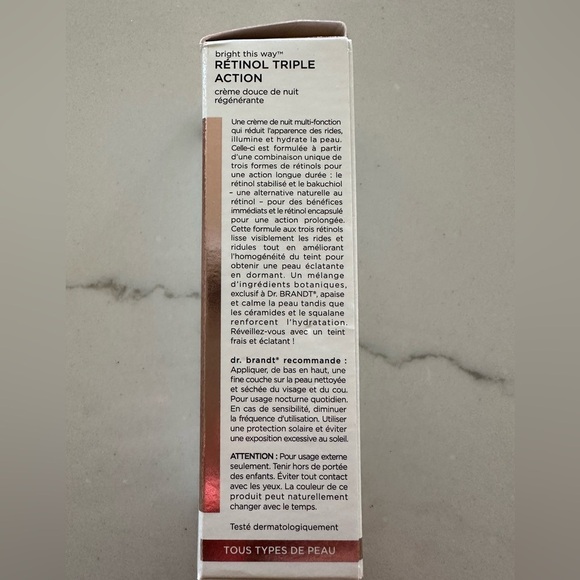 bright this way™
RÉTINOL TRIPLE
ACTION
crème douce de nuit
régénérante
Une crème de nuit multi-fonction
qui réduit l'apparence des rides,
illumine et hydrate la peau.
Celle-ci est formulée à partir
d'une combinaison unique de
trois formes de rétinols pour
une action longue durée : le
rétinol stabilisé et le bakuchiol
– une alternative naturelle au
rétinol – pour des bénéfices
immédiats et le rétinol encapsulé
pour une action prolongée.
Cette formule aux trois rétinols
lisse visiblement les rides et
ridules tout en améliorant
l'homogénéité du teint pour
obtenir une peau éclatante
en dormant. Un mélange
d'ingrédients botaniques,
exclusif à Dr. BRANDT®, apaise
et calme la peau tandis que
les céramides et le squalane
renforcent l'hydratation.
Réveillez-vous avec un teint
frais et éclatant !
dr. brandt® recommande :
Appliquer, de bas en haut, une
fine couche sur la peau nettoyée
et séchée du visage et du cou.
Pour usage nocturne quotidien.
En cas de sensibilité, diminuer
la fréquence d'utilisation. Utiliser
une protection solaire et éviter
une exposition excessive au soleil.
ATTENTION : Pour usage externe
seulement. Tenir hors de portée
des enfants. Éviter tout contact
avec les yeux. La couleur de ce
produit peut naturellement
changer avec le temps.
Testé dermatologiquement
TOUS TYPES DE PEAU